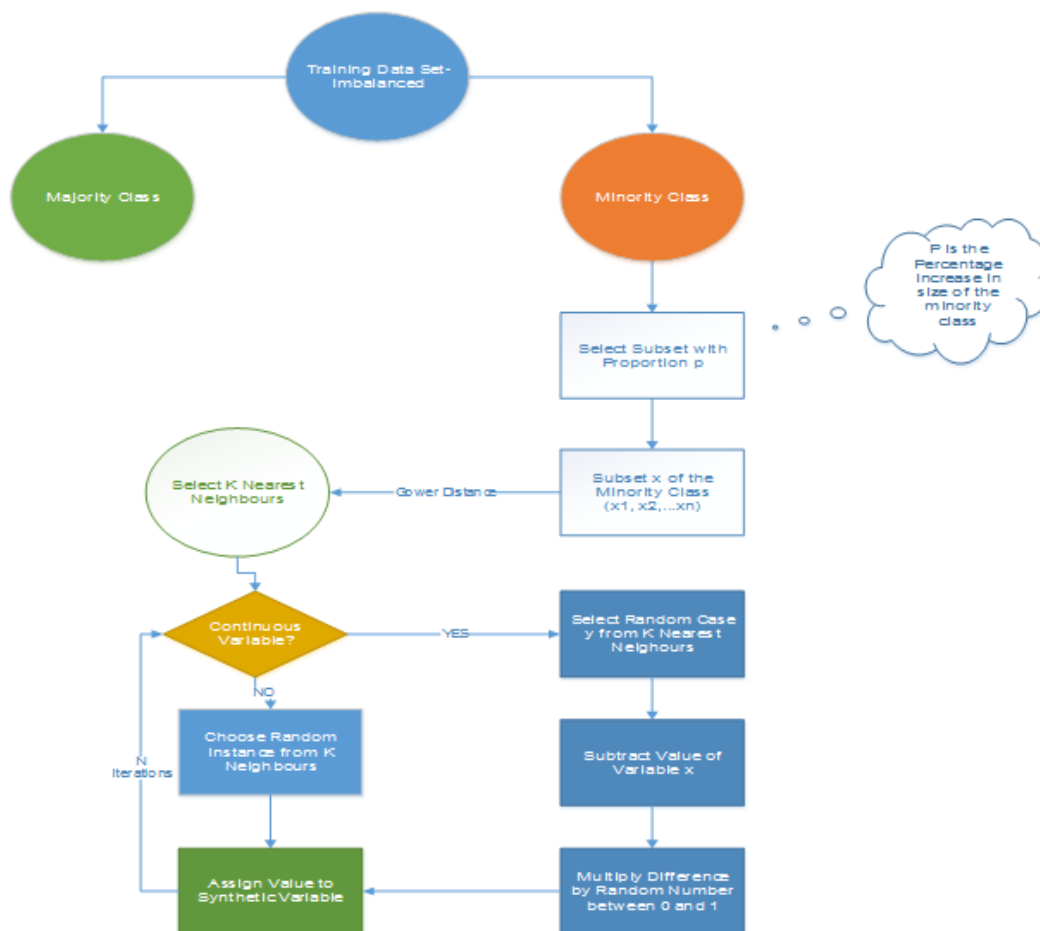 Training Data Set-
Imbalanced
Majority Class
Minority Class
P is the
Percentage
increase in
size of the
minority
class
Select Subset with
Proportion p
Subset x of the
Minority Class
(x1, x2,...xn)
Gower Distance
Select K Nearest
Neighbours
Continuous
Variable?
YES
Select Random Case
y from K Nearest
Neighours
NO
Choose Random
Instance from K
Neighbours
Subtract Value of
Variable x
N
Iterations
Assign Value to
Synthetic Variable
Multiply Difference
by Random Number
between 0 and 1